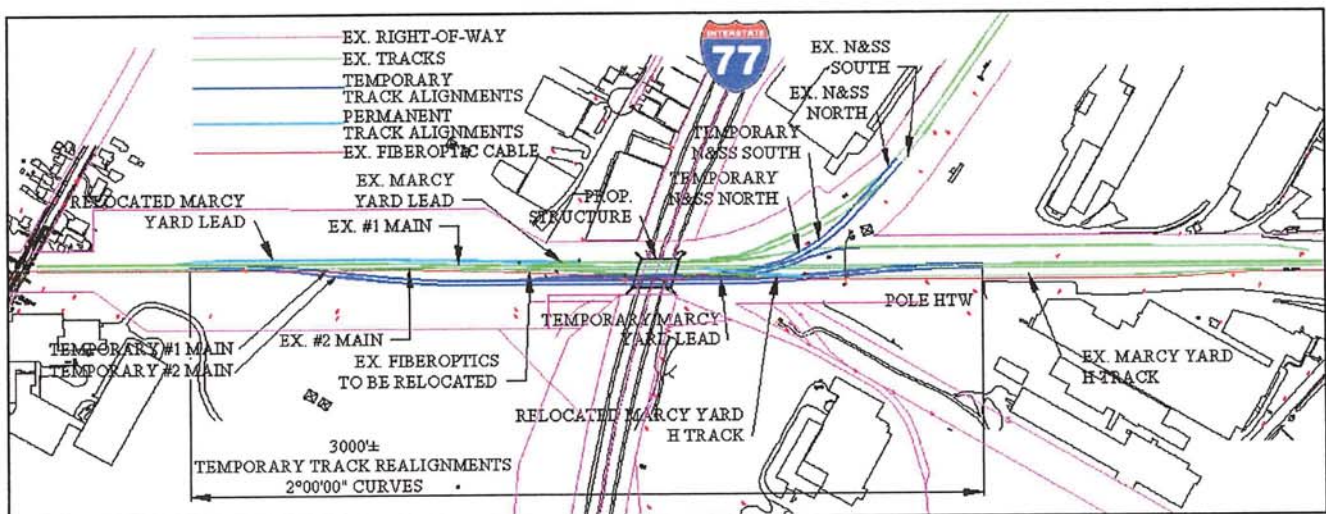 EX. RIGHT-OF-WAY
EX. TRACKS
TEMPORARY
TRACK ALIGNMENTS
PERMANENT
TRACK ALIGNMENTS
EX. FIBEROPTIC CABLE
INTERSTATE
77
EX. N&SS
SOUTH
EX. N&SS
NORTH
TEMPORARY
N&SS SOUTH
TEMPORARY
N&SS NORTH
EX. MARCY
YARD LEAD
PROP.
STRUCTURE
RELOCATED MARCY
YARD LEAD
EX. #1 MAIN
POLE HTW
TEMPORARY #1 MAIN
TEMPORARY #2 MAIN
EX. #2 MAIN
EX. FIBEROPTICS
TO BE RELOCATED
TEMPORARY MARCY
YARD LEAD
EX. MARCY YARD
H TRACK
RELOCATED MARCY YARD
H TRACK
3000'±
TEMPORARY TRACK REALIGNMENTS
2°00'00" CURVES